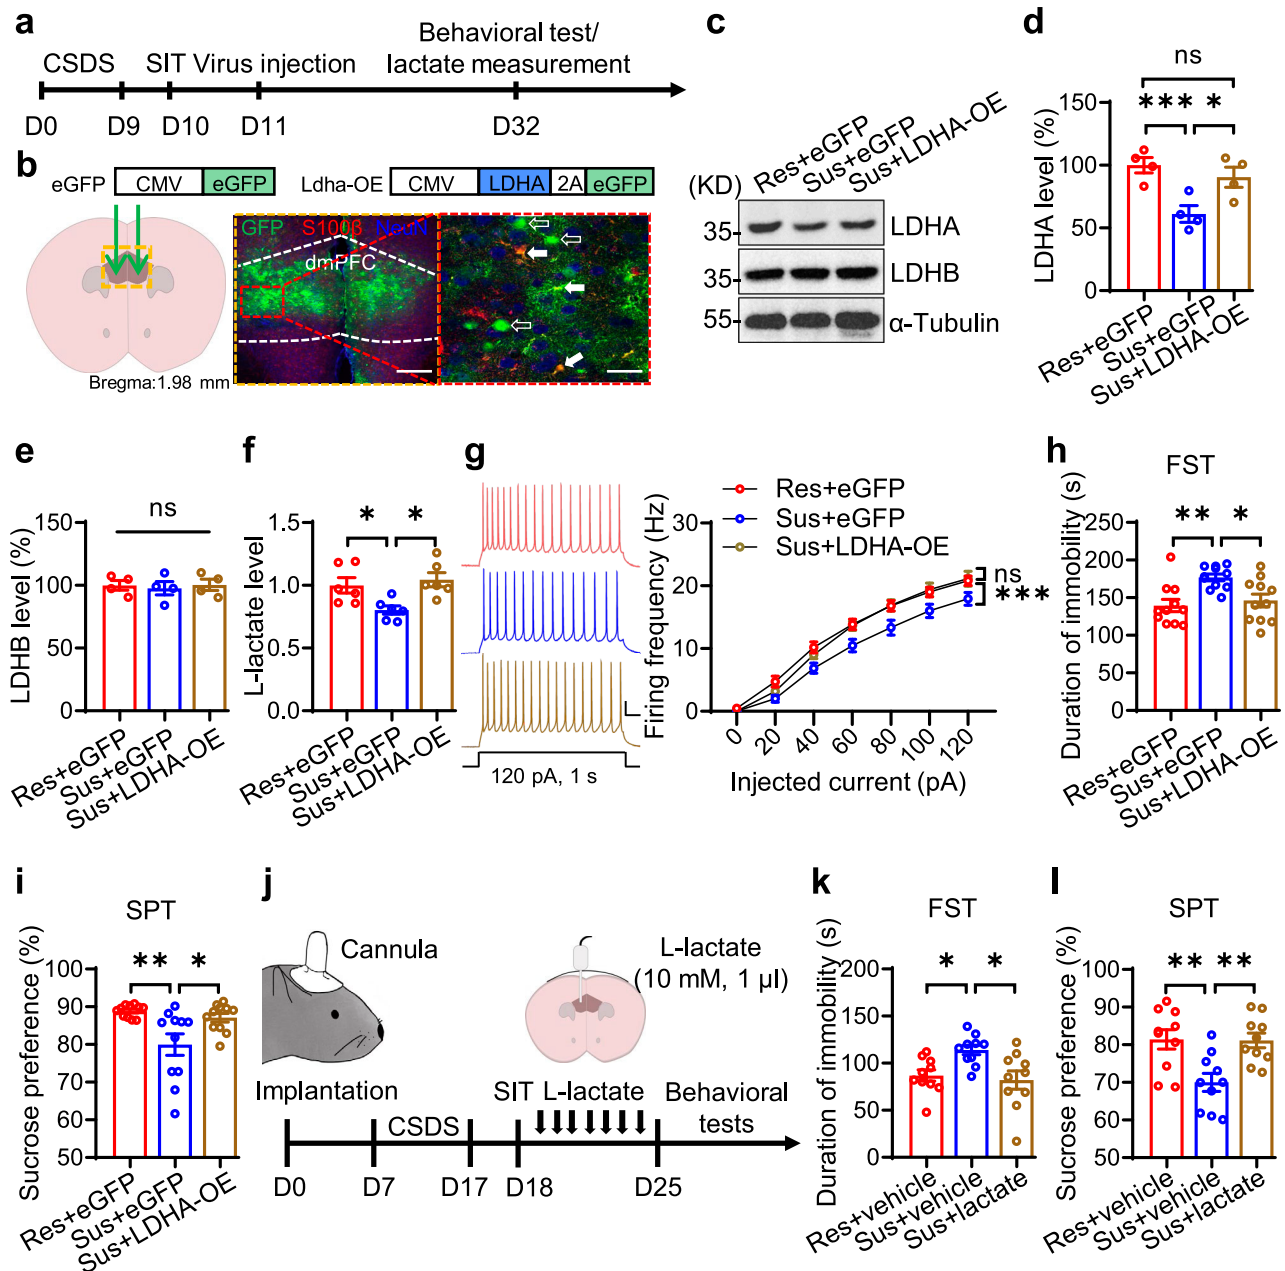 a
CSDS SIT Virus injection Behavioral test/
lactate measurement
D0 D9 D10 D11 D32
b
eGFP CMV eGFP Ldha-OE CMV LDHA 2A eGFP
GFP S100β NeuN
dmPFC
Bregma:1.98 mm
c
Res+eGFP
Sus+eGFP
Sus+LDHA-OE
(KD)
35 LDHA
35 LDHB
55 α-Tubulin
d
ns
*** *
LDHA level (%)
150
100
50
0
Res+eGFP
Sus+eGFP
Sus+LDHA-OE
e
ns
LDHB level (%)
150
100
50
0
Res+eGFP
Sus+eGFP
Sus+LDHA-OE
f
* *
L-lactate level
1.5
1.0
0.5
0.0
Res+eGFP
Sus+eGFP
Sus+LDHA-OE
g
120 pA, 1 s
Res+eGFP
Sus+eGFP
Sus+LDHA-OE
ns
***
Firing frequency (Hz)
30
20
10
0
0 20 40 60 80 100 120
Injected current (pA)
h
FST
** *
Duration of immobility (s)
250
200
150
100
50
0
Res+eGFP
Sus+eGFP
Sus+LDHA-OE
i
SPT
** *
Sucrose preference (%)
100
90
80
70
60
50
Res+eGFP
Sus+eGFP
Sus+LDHA-OE
j
Cannula
L-lactate
(10 mM, 1 µl)
Implantation CSDS SIT L-lactate Behavioral
tests
D0 D7 D17 D18 D25
k
FST
* *
Duration of immobility (s)
200
150
100
50
0
Res+vehicle
Sus+vehicle
Sus+lactate
l
SPT
** **
Sucrose preference (%)
100
90
80
70
60
50
Res+vehicle
Sus+vehicle
Sus+lactate